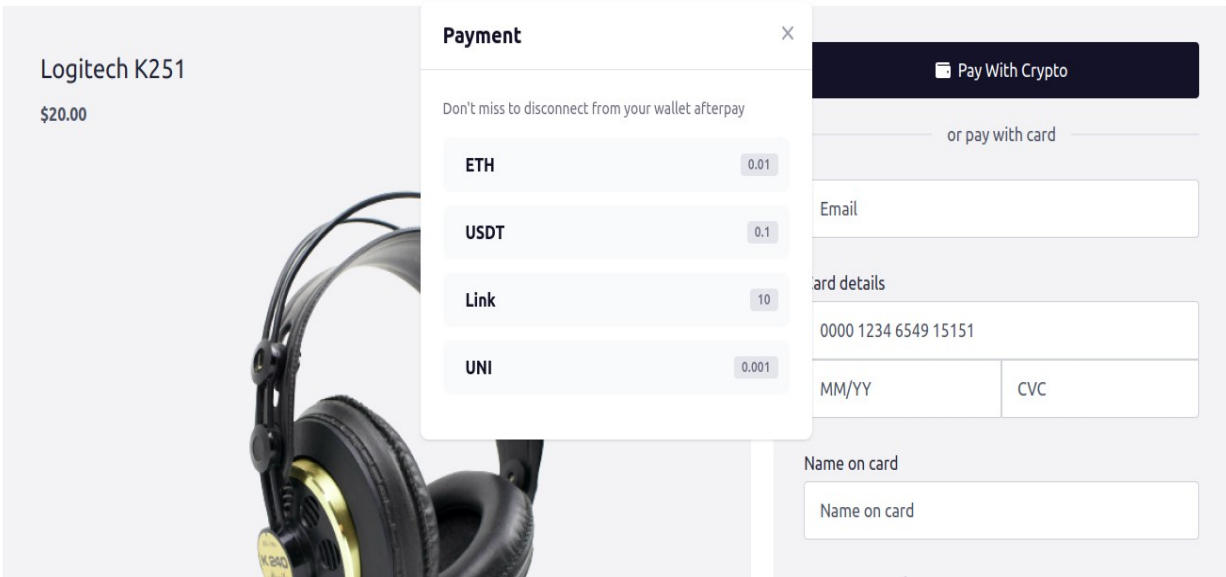 Logitech K251
$20.00
Payment
Don't miss to disconnect from your wallet afterpay
ETH 0.01
USDT 0.1
Link 10
UNI 0.001
Pay With Crypto
or pay with card
Email
ard details
0000 1234 6549 15151
MM/YY CVC
Name on card
Name on card
K 240